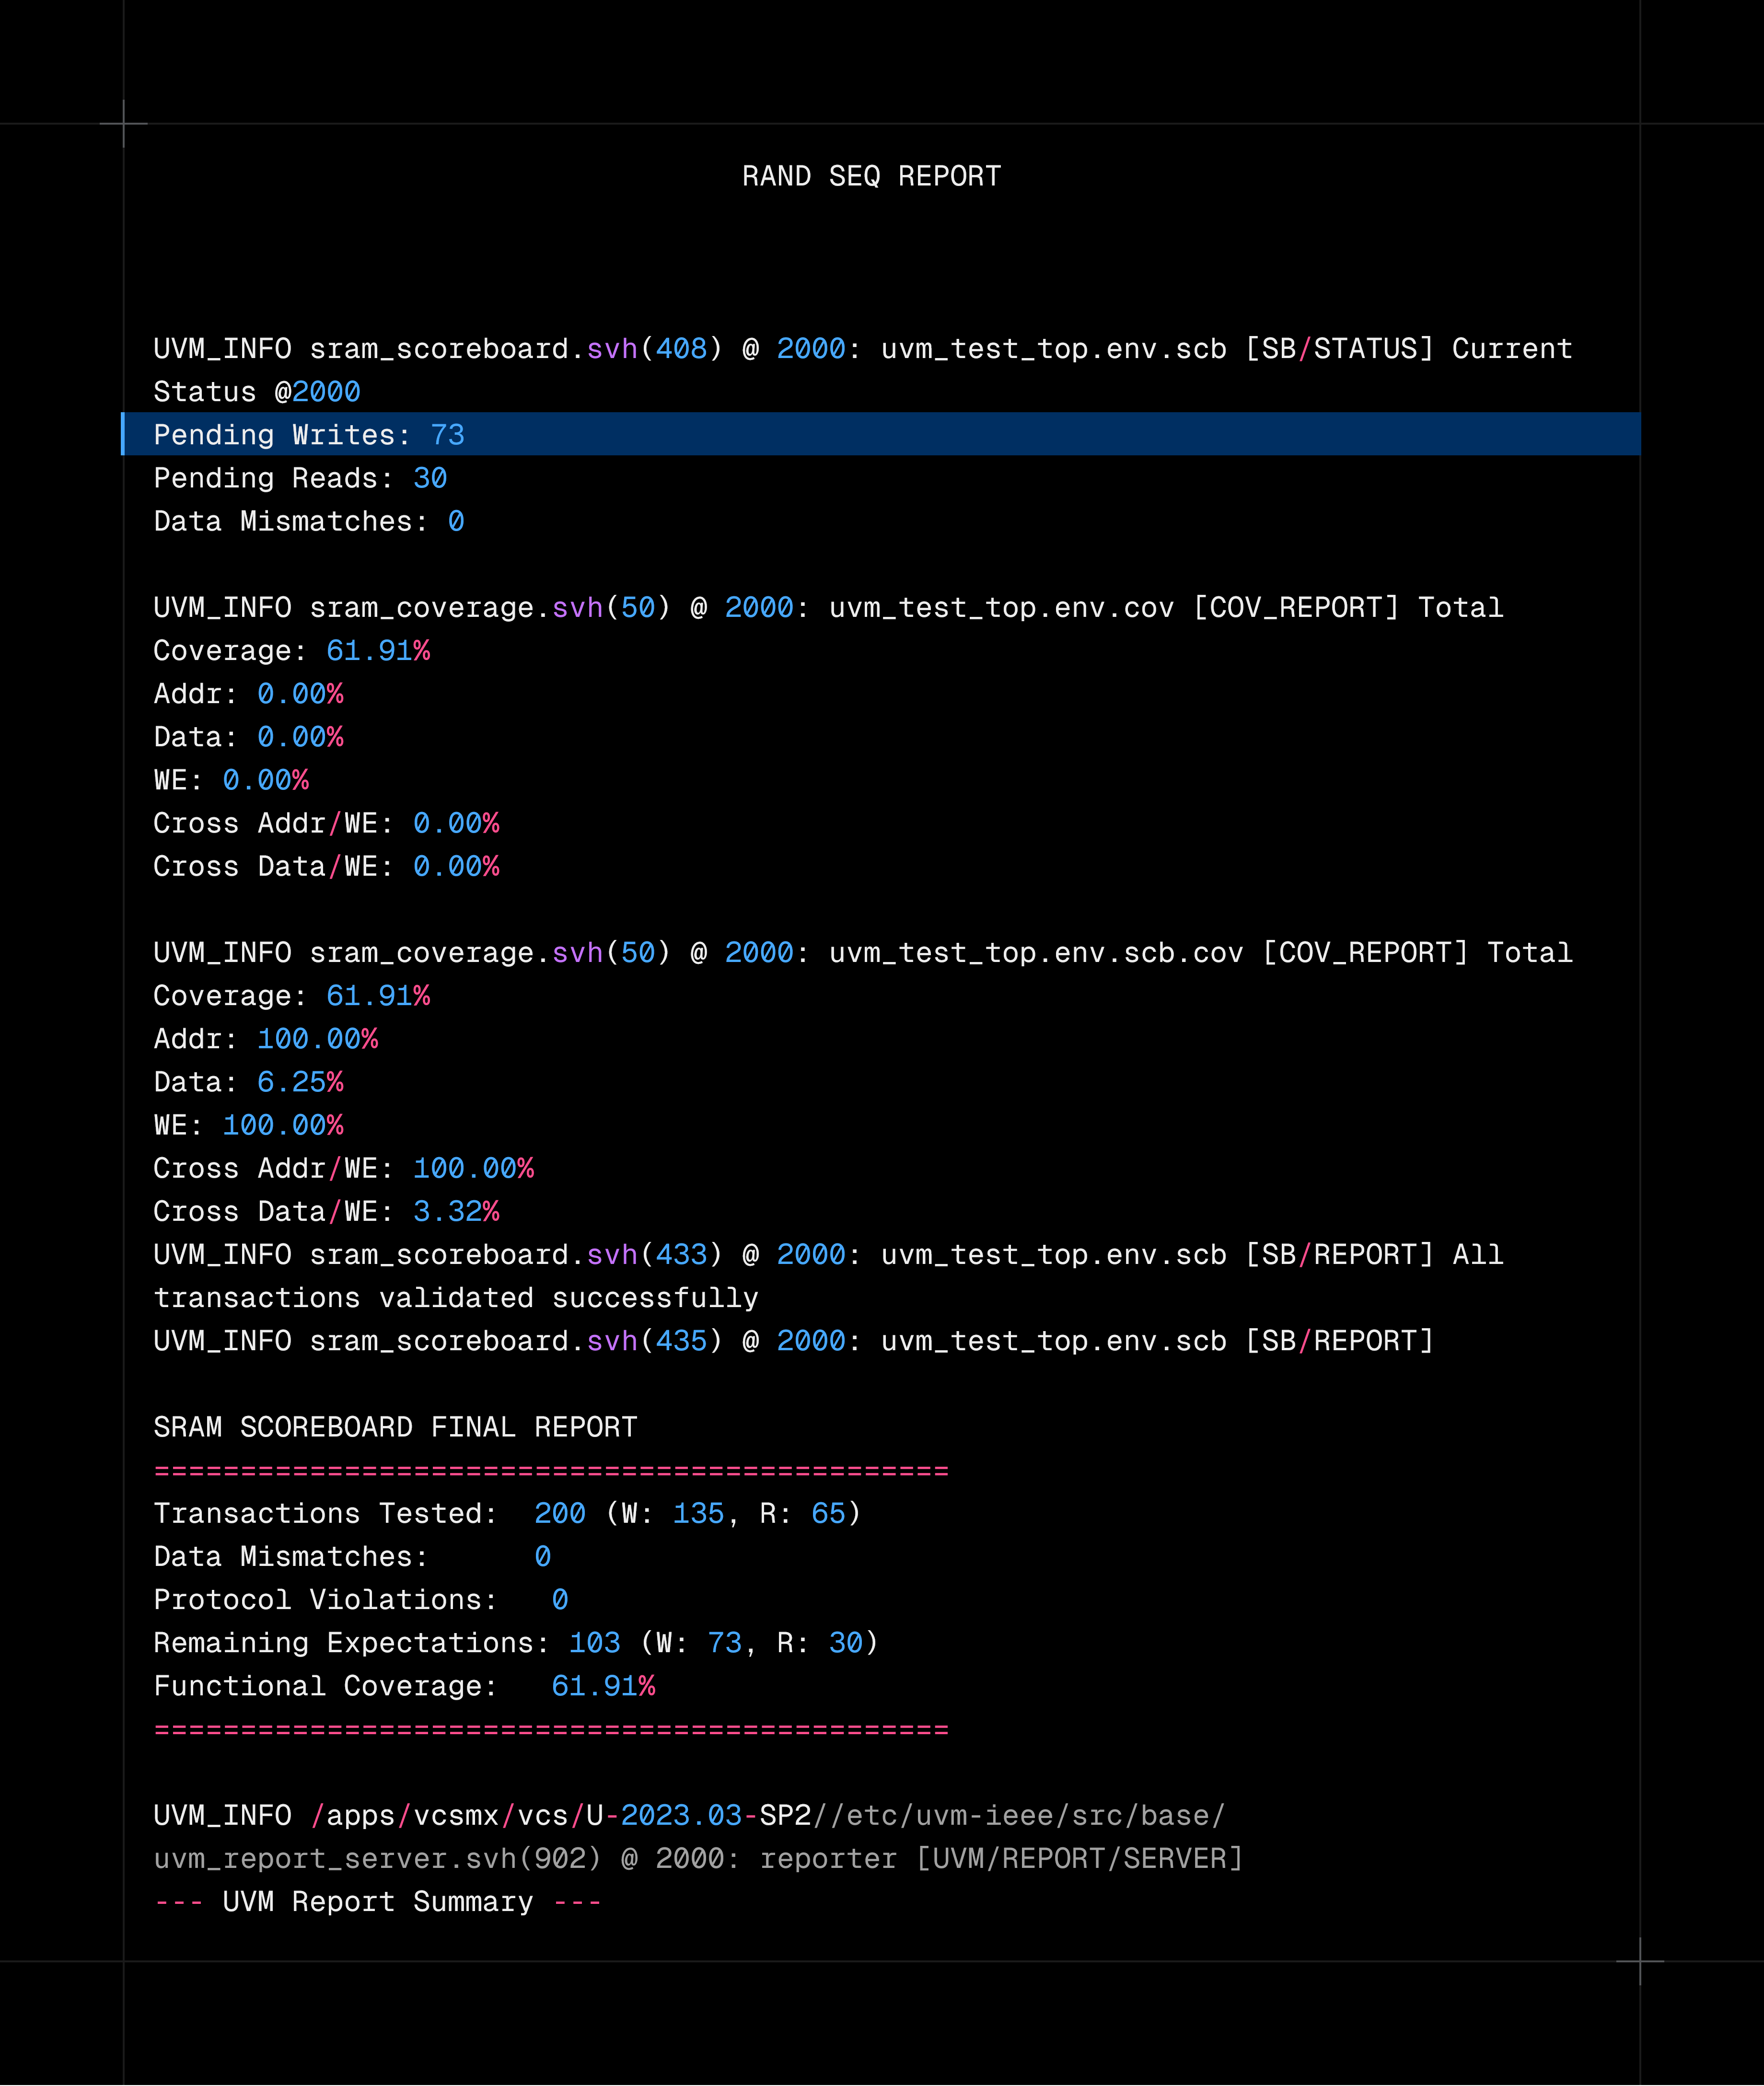 RAND SEQ REPORT
UVM_INFO sram_scoreboard.svh(408) @ 2000: uvm_test_top.env.scb [SB/STATUS] Current
Status @2000
Pending Writes: 73
Pending Reads: 30
Data Mismatches: 0
UVM_INFO sram_coverage.svh(50) @ 2000: uvm_test_top.env.cov [COV_REPORT] Total
Coverage: 61.91%
Addr: 0.00%
Data: 0.00%
WE: 0.00%
Cross Addr/WE: 0.00%
Cross Data/WE: 0.00%
UVM_INFO sram_coverage.svh(50) @ 2000: uvm_test_top.env.scb.cov [COV_REPORT] Total
Coverage: 61.91%
Addr: 100.00%
Data: 6.25%
WE: 100.00%
Cross Addr/WE: 100.00%
Cross Data/WE: 3.32%
UVM_INFO sram_scoreboard.svh(433) @ 2000: uvm_test_top.env.scb [SB/REPORT] All
transactions validated successfully
UVM_INFO sram_scoreboard.svh(435) @ 2000: uvm_test_top.env.scb [SB/REPORT]
SRAM SCOREBOARD FINAL REPORT
==============================================
Transactions Tested:  200 (W: 135, R: 65)
Data Mismatches:      0
Protocol Violations:   0
Remaining Expectations: 103 (W: 73, R: 30)
Functional Coverage:   61.91%
==============================================
UVM_INFO /apps/vcsmx/vcs/U-2023.03-SP2//etc/uvm-ieee/src/base/
uvm_report_server.svh(902) @ 2000: reporter [UVM/REPORT/SERVER]
--- UVM Report Summary ---